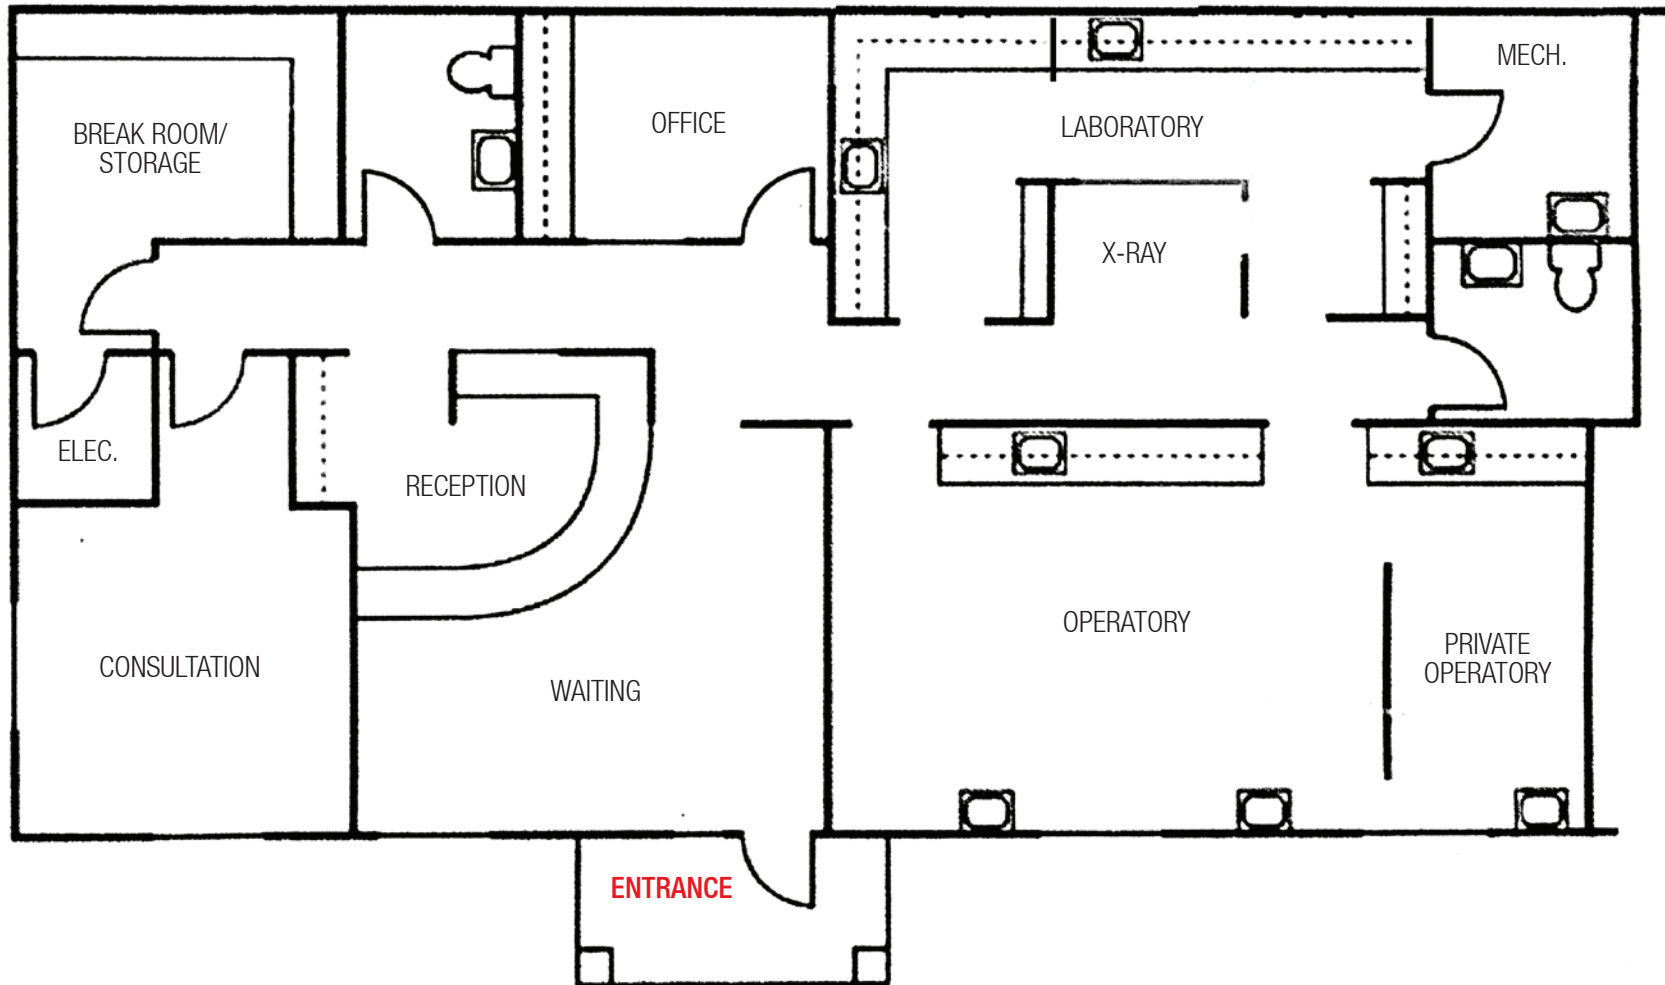 MECH.
BREAK ROOM/
STORAGE
OFFICE
LABORATORY
X-RAY
ELEC.
RECEPTION
CONSULTATION
WAITING
OPERATORY
PRIVATE
OPERATORY
ENTRANCE